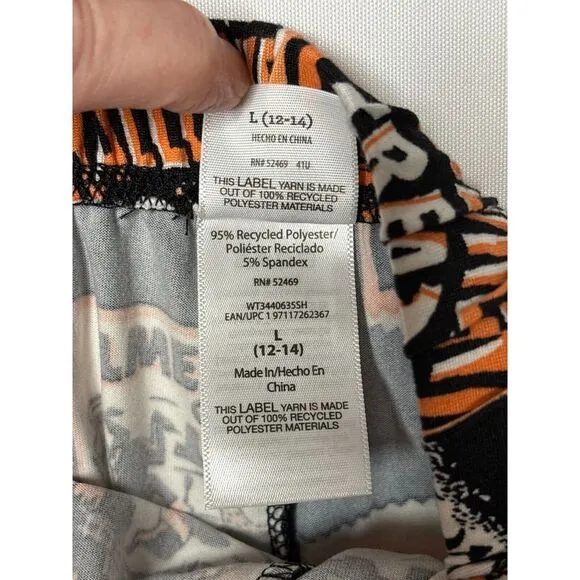 L (12-14)
HECHO EN CHINA
RN# 52469 41U
THIS LABEL YARN IS MADE
OUT OF 100% RECYCLED
POLYESTER MATERIALS
95% Recycled Polyester/
Poliéster Reciclado
5% Spandex
RN# 52469
WT3440635SH
EAN/UPC 1 97117262367
L
(12-14)
Made In/Hecho En
China
THIS LABEL YARN IS MADE
OUT OF 100% RECYCLED
POLYESTER MATERIALS